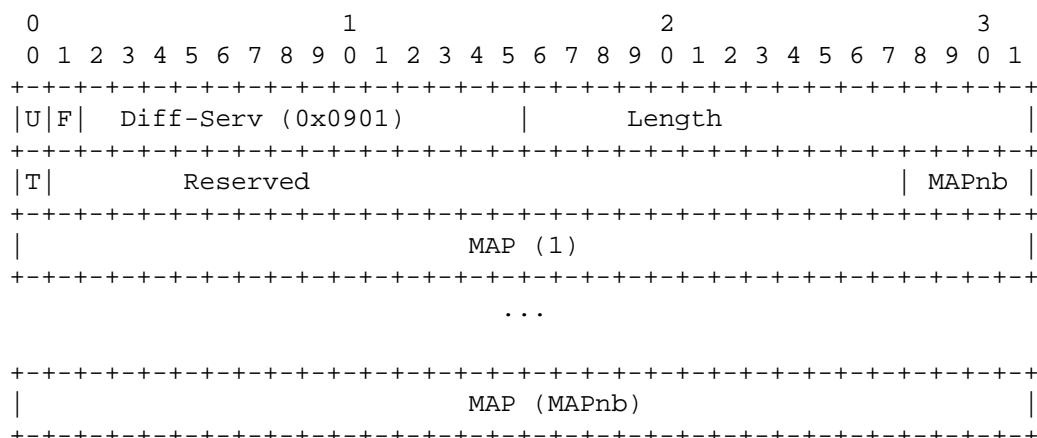 0                   1                   2                   3
 0 1 2 3 4 5 6 7 8 9 0 1 2 3 4 5 6 7 8 9 0 1 2 3 4 5 6 7 8 9 0 1
+-+-+-+-+-+-+-+-+-+-+-+-+-+-+-+-+-+-+-+-+-+-+-+-+-+-+-+-+-+-+-+-+
|U|F|  Diff-Serv (0x0901)       |      Length                   |
+-+-+-+-+-+-+-+-+-+-+-+-+-+-+-+-+-+-+-+-+-+-+-+-+-+-+-+-+-+-+-+-+
|T|        Reserved                                     | MAPnb |
+-+-+-+-+-+-+-+-+-+-+-+-+-+-+-+-+-+-+-+-+-+-+-+-+-+-+-+-+-+-+-+-+
|                            MAP (1)                            |
+-+-+-+-+-+-+-+-+-+-+-+-+-+-+-+-+-+-+-+-+-+-+-+-+-+-+-+-+-+-+-+-+
                               ...
+-+-+-+-+-+-+-+-+-+-+-+-+-+-+-+-+-+-+-+-+-+-+-+-+-+-+-+-+-+-+-+-+
|                            MAP (MAPnb)                        |
+-+-+-+-+-+-+-+-+-+-+-+-+-+-+-+-+-+-+-+-+-+-+-+-+-+-+-+-+-+-+-+-+